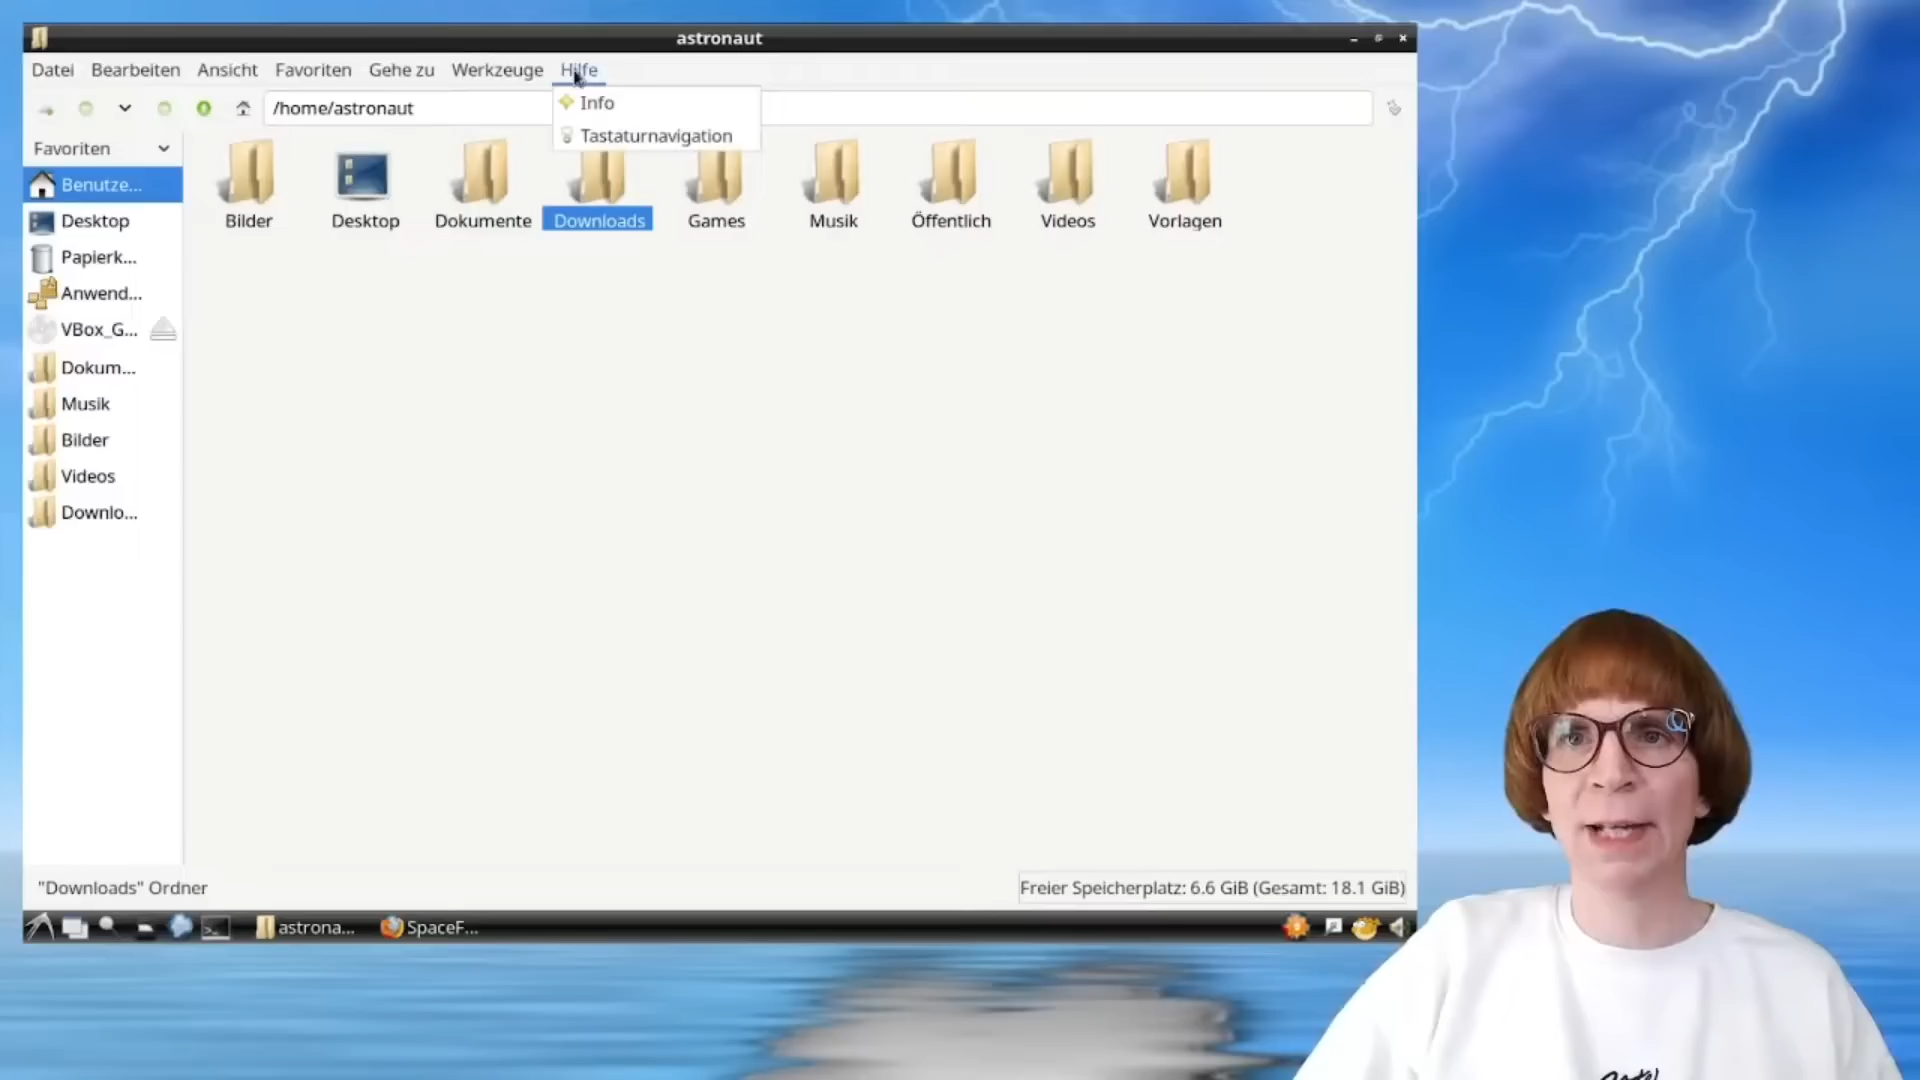 astronaut
Datei Bearbeiten Ansicht Favoriten Gehe zu Werkzeuge Hilfe
/home/astronaut
Info
Tastaturnavigation
Favoriten
Benutze...
Desktop
Papierk...
Anwend...
VBox_G...
Dokum...
Musik
Bilder
Videos
Downlo...
Bilder Desktop Dokumente Downloads Games Musik Öffentlich Videos Vorlagen
"Downloads" Ordner
Freier Speicherplatz: 6.6 GiB (Gesamt: 18.1 GiB)
astrona... SpaceF...